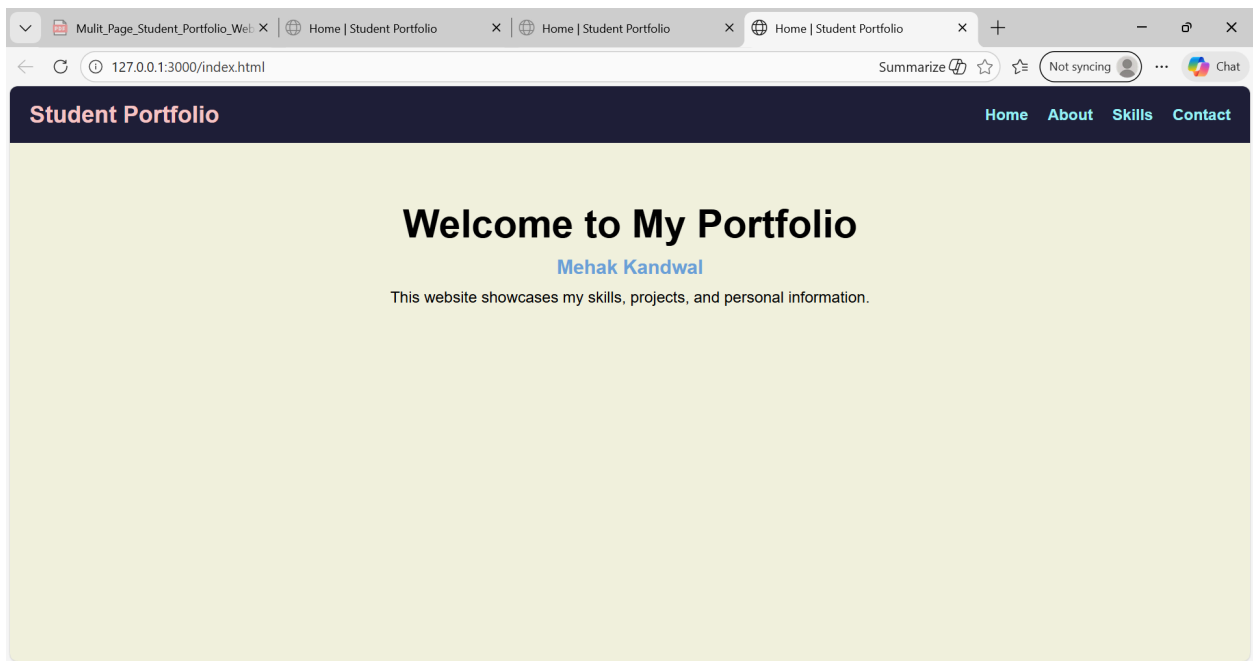 Mulit_Page_Student_Portfolio_Web
Home | Student Portfolio
Home | Student Portfolio
Home | Student Portfolio
127.0.0.1:3000/index.html
Summarize
Not syncing
Chat
Student Portfolio
Home About Skills Contact
Welcome to My Portfolio
Mehak Kandwal
This website showcases my skills, projects, and personal information.